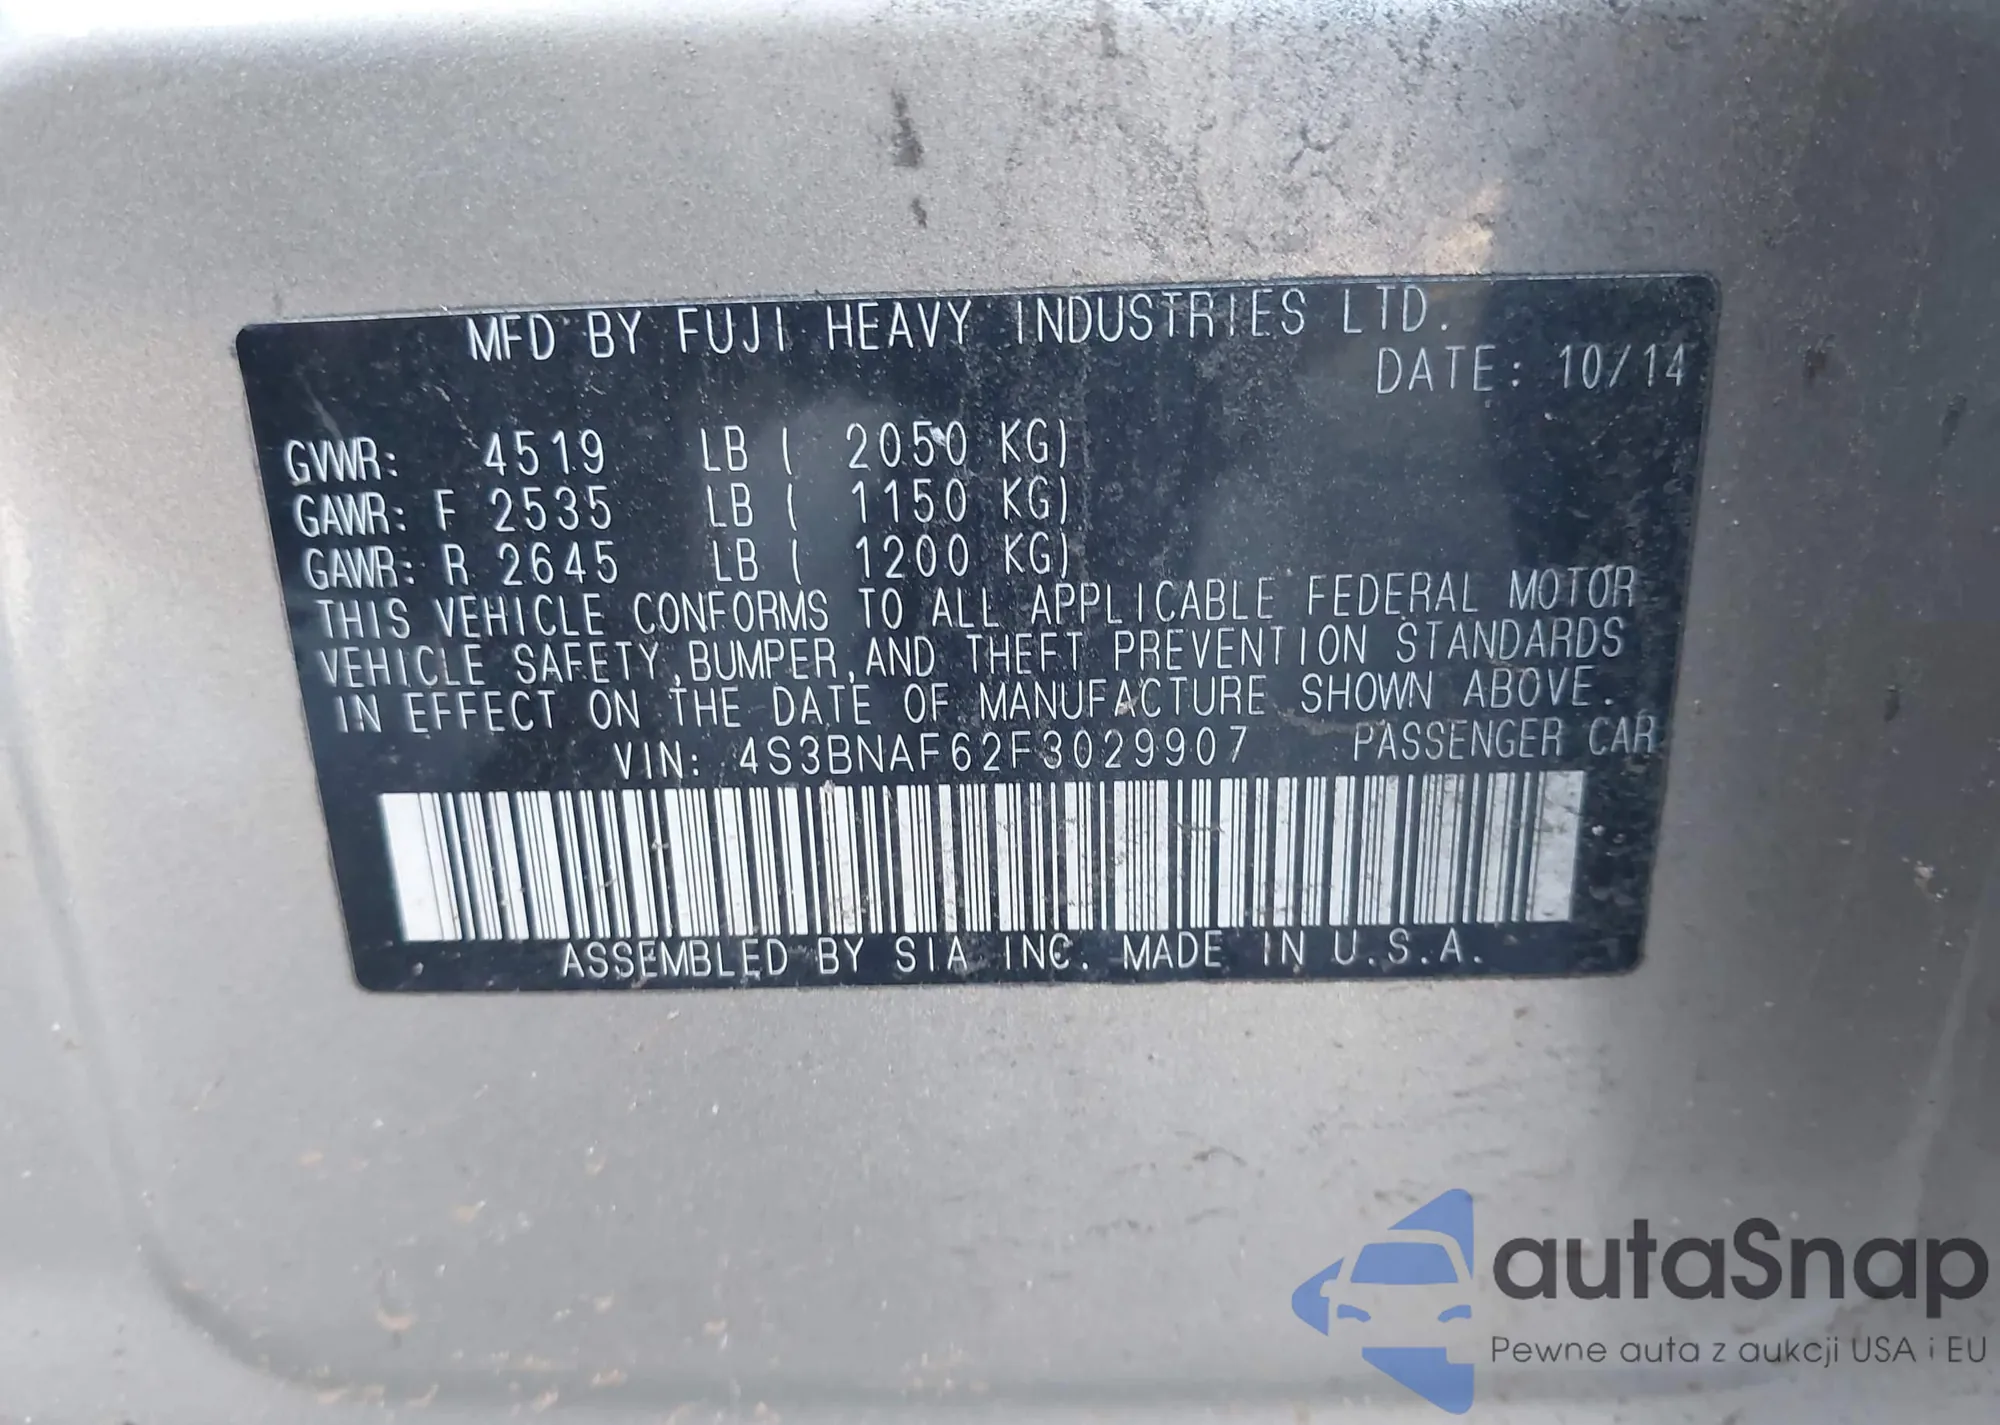 MFD BY FUJI HEAVY INDUSTRIES LTD.
DATE: 10/14
GVWR: 4519 LB ( 2050 KG)
GAWR: F 2535 LB ( 1150 KG)
GAWR: R 2645 LB ( 1200 KG)
THIS VEHICLE CONFORMS TO ALL APPLICABLE FEDERAL MOTOR
VEHICLE SAFETY,BUMPER,AND THEFT PREVENTION STANDARDS
IN EFFECT ON THE DATE OF MANUFACTURE SHOWN ABOVE.
VIN: 4S3BNAF62F3029907 PASSENGER CAR
ASSEMBLED BY SIA INC. MADE IN U.S.A.
autaSnap
Pewne auta z aukcji USA i EU